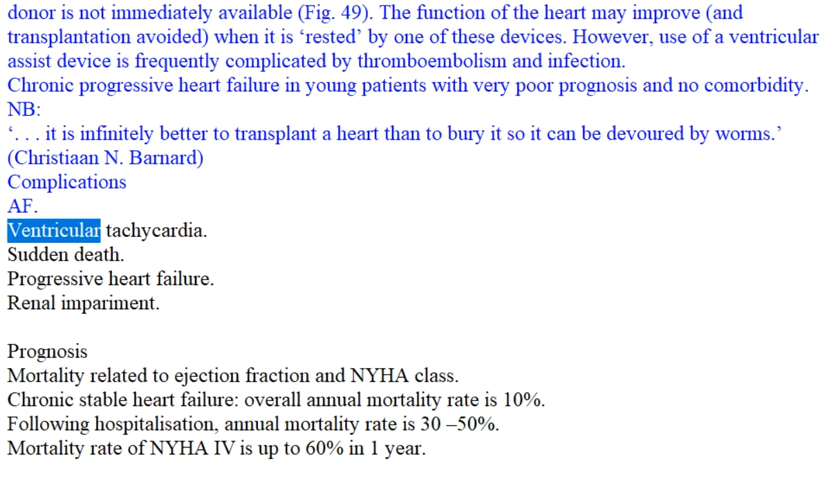 donor is not immediately available (Fig. 49). The function of the heart may improve (and
transplantation avoided) when it is ‘rested’ by one of these devices. However, use of a ventricular
assist device is frequently complicated by thromboembolism and infection.
Chronic progressive heart failure in young patients with very poor prognosis and no comorbidity.
NB:
‘. . . it is infinitely better to transplant a heart than to bury it so it can be devoured by worms.’
(Christiaan N. Barnard)
Complications
AF.
Ventricular tachycardia.
Sudden death.
Progressive heart failure.
Renal impariment.
Prognosis
Mortality related to ejection fraction and NYHA class.
Chronic stable heart failure: overall annual mortality rate is 10%.
Following hospitalisation, annual mortality rate is 30 –50%.
Mortality rate of NYHA IV is up to 60% in 1 year.